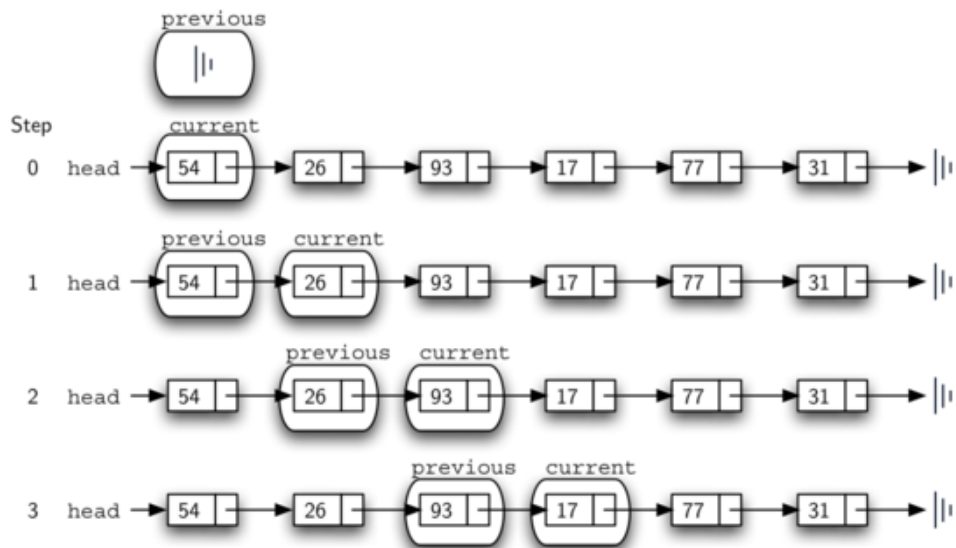 previous
Step current
0 head 54 26 93 17 77 31
previous current
1 head 54 26 93 17 77 31
previous current
2 head 54 26 93 17 77 31
previous current
3 head 54 26 93 17 77 31